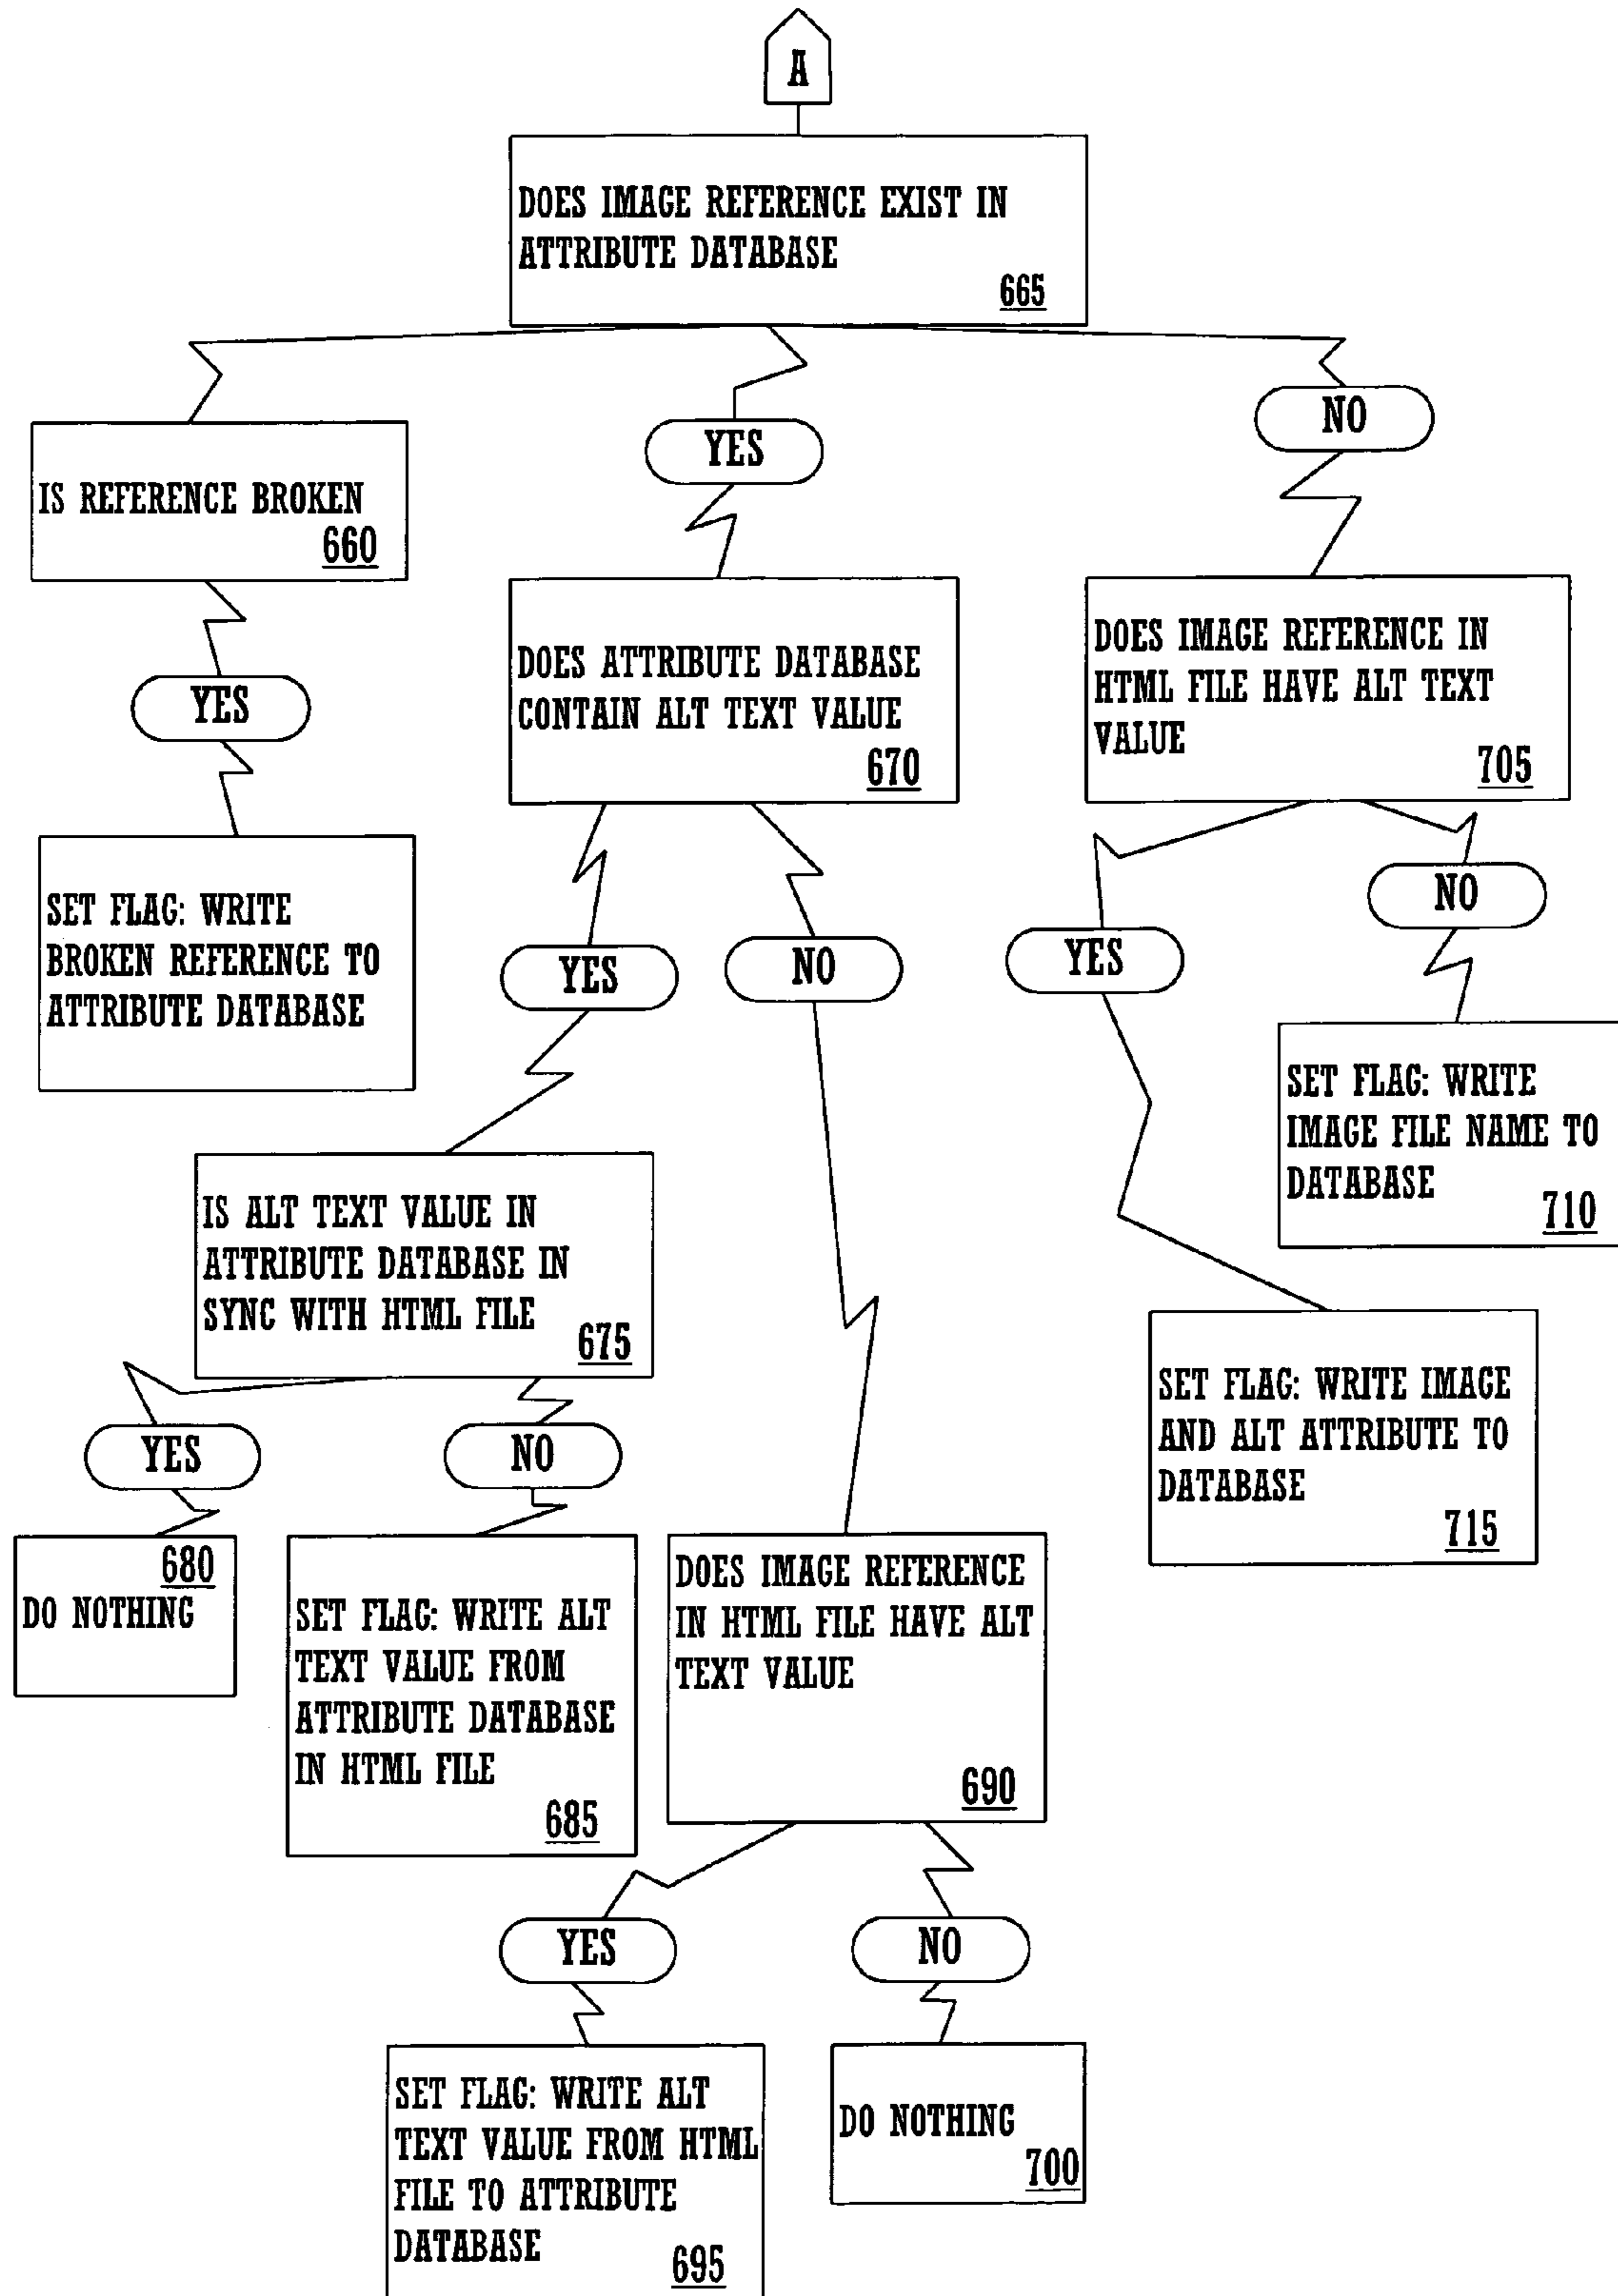 A
DOES IMAGE REFERENCE EXIST IN
ATTRIBUTE DATABASE
665
IS REFERENCE BROKEN
660
YES
SET FLAG: WRITE
BROKEN REFERENCE TO
ATTRIBUTE DATABASE
YES
DOES ATTRIBUTE DATABASE
CONTAIN ALT TEXT VALUE
670
NO
DOES IMAGE REFERENCE IN
HTML FILE HAVE ALT TEXT
VALUE
705
YES
NO
YES
NO
SET FLAG: WRITE
IMAGE FILE NAME TO
DATABASE
710
IS ALT TEXT VALUE IN
ATTRIBUTE DATABASE IN
SYNC WITH HTML FILE
675
SET FLAG: WRITE IMAGE
AND ALT ATTRIBUTE TO
DATABASE
715
YES
NO
680
DO NOTHING
SET FLAG: WRITE ALT
TEXT VALUE FROM
ATTRIBUTE DATABASE
IN HTML FILE
685
DOES IMAGE REFERENCE
IN HTML FILE HAVE ALT
TEXT VALUE
690
YES
NO
SET FLAG: WRITE ALT
TEXT VALUE FROM HTML
FILE TO ATTRIBUTE
DATABASE
695
DO NOTHING
700